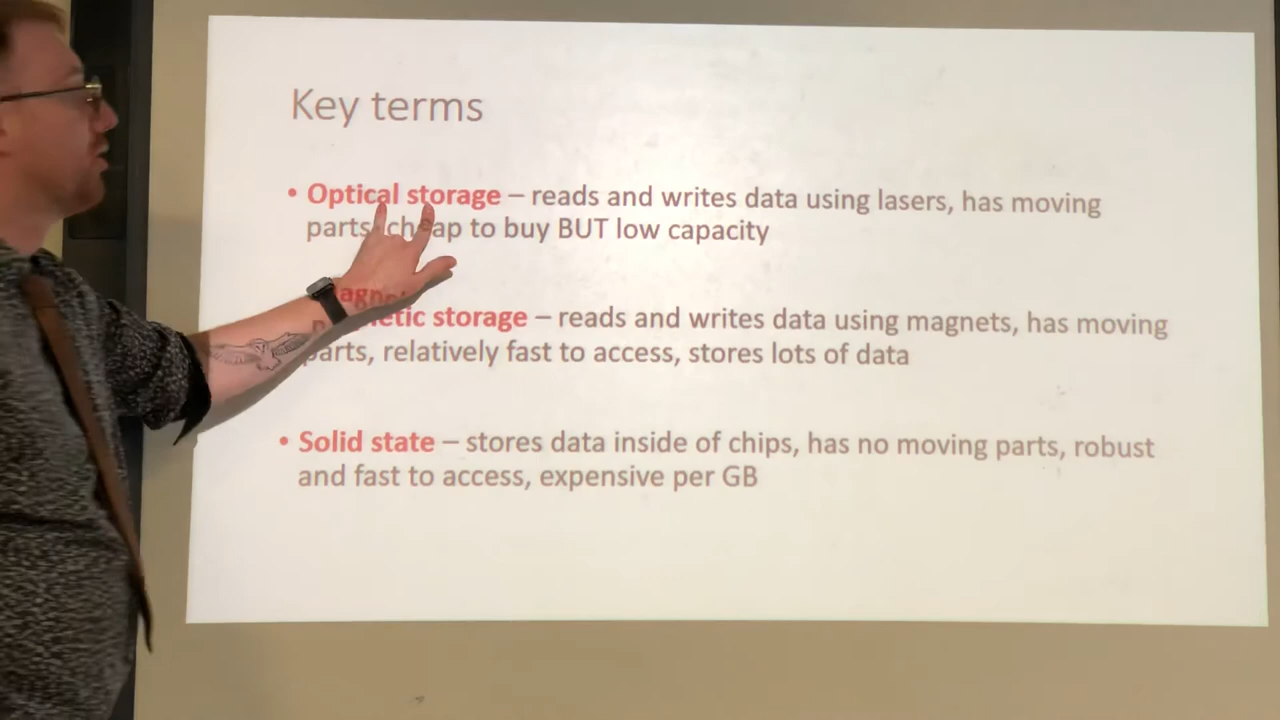 Key terms
• Optical storage – reads and writes data using lasers, has moving
parts, cheap to buy BUT low capacity
Magnetic storage – reads and writes data using magnets, has moving
parts, relatively fast to access, stores lots of data
• Solid state – stores data inside of chips, has no moving parts, robust
and fast to access, expensive per GB